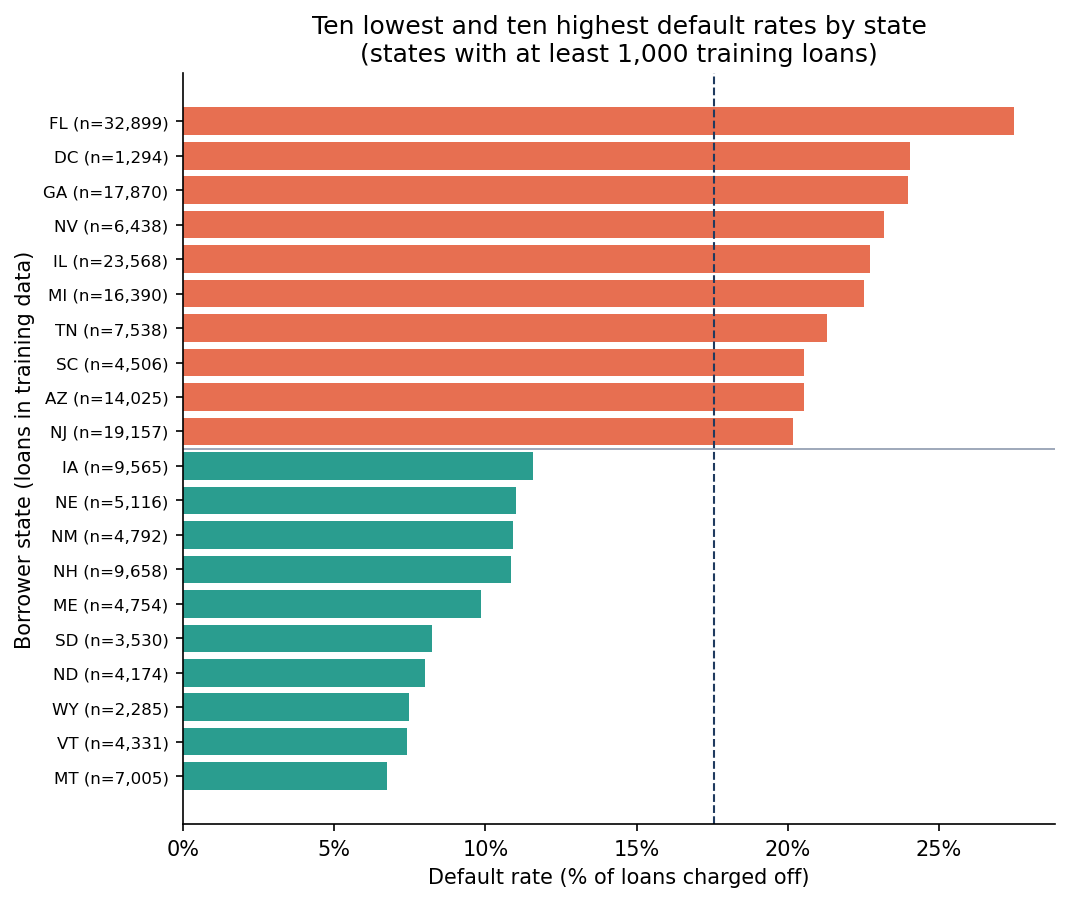 Ten lowest and ten highest default rates by state
(states with at least 1,000 training loans)
Borrower state (loans in training data)
FL (n=32,899)
DC (n=1,294)
GA (n=17,870)
NV (n=6,438)
IL (n=23,568)
MI (n=16,390)
TN (n=7,538)
SC (n=4,506)
AZ (n=14,025)
NJ (n=19,157)
IA (n=9,565)
NE (n=5,116)
NM (n=4,792)
NH (n=9,658)
ME (n=4,754)
SD (n=3,530)
ND (n=4,174)
WY (n=2,285)
VT (n=4,331)
MT (n=7,005)
0% 5% 10% 15% 20% 25%
Default rate (% of loans charged off)